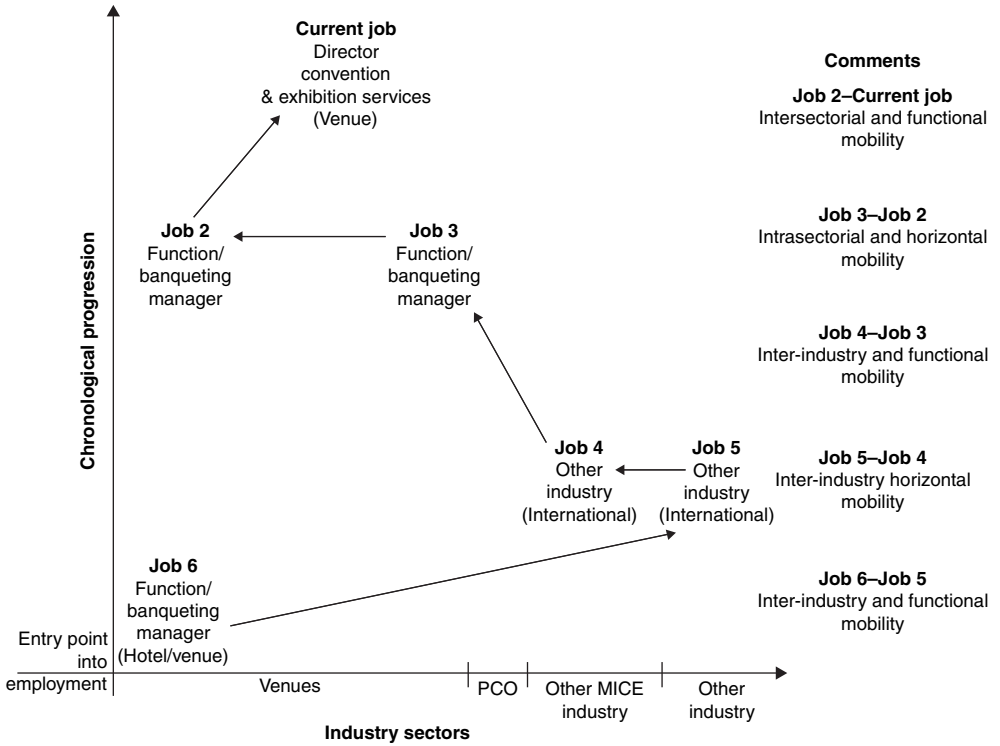 Current job
Director
convention
& exhibition services
(Venue)
Job 2
Function/
banqueting
manager
Job 3
Function/
banqueting
manager
Job 4
Other
industry
(International)
Job 5
Other
industry
(International)
Job 6
Function/
banqueting
manager
(Hotel/venue)
Comments
Job 2–Current job
Intersectorial and functional
mobility
Job 3–Job 2
Intrasectorial and horizontal
mobility
Job 4–Job 3
Inter-industry and functional
mobility
Job 5–Job 4
Inter-industry horizontal
mobility
Job 6–Job 5
Inter-industry and functional
mobility
Chronological progression
Entry point
into
employment
Venues
PCO
Other MICE
industry
Other
industry
Industry sectors